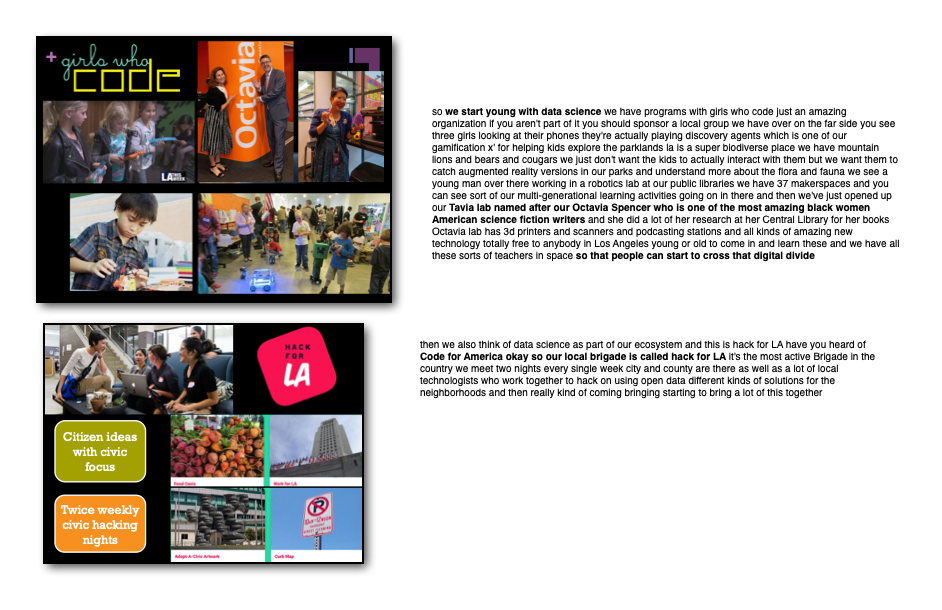 + girls who
code
Octavia
LA
THIS WEEK
so we start young with data science we have programs with girls who code just an amazing
organization if you aren't part of it you should sponsor a local group we have over on the far side you see
three girls looking at their phones they're actually playing discovery agents which is one of our
gamification x' for helping kids explore the parklands la is a super biodiverse place we have mountain
lions and bears and cougars we just don't want the kids to actually interact with them but we want them to
catch augmented reality versions in our parks and understand more about the flora and fauna we see a
young man over there working in a robotics lab at our public libraries we have 37 makerspaces and you
can see sort of our multi-generational learning activities going on in there and then we've just opened up
our Tavia lab named after our Octavia Spencer who is one of the most amazing black women
American science fiction writers and she did a lot of her research at her Central Library for her books
Octavia lab has 3d printers and scanners and podcasting stations and all kinds of amazing new
technology totally free to anybody in Los Angeles young or old to come in and learn these and we have all
these sorts of teachers in space so that people can start to cross that digital divide
HACK
FOR
LA
Citizen ideas
with civic
focus
Twice weekly
civic hacking
nights
Food Oasis
Work for LA
Adopt-A-Civic Artwork
Curb Map
then we also think of data science as part of our ecosystem and this is hack for LA have you heard of
Code for America okay so our local brigade is called hack for LA it's the most active Brigade in the
country we meet two nights every single week city and county are there as well as a lot of local
technologists who work together to hack on using open data different kinds of solutions for the
neighborhoods and then really kind of coming bringing starting to bring a lot of this together